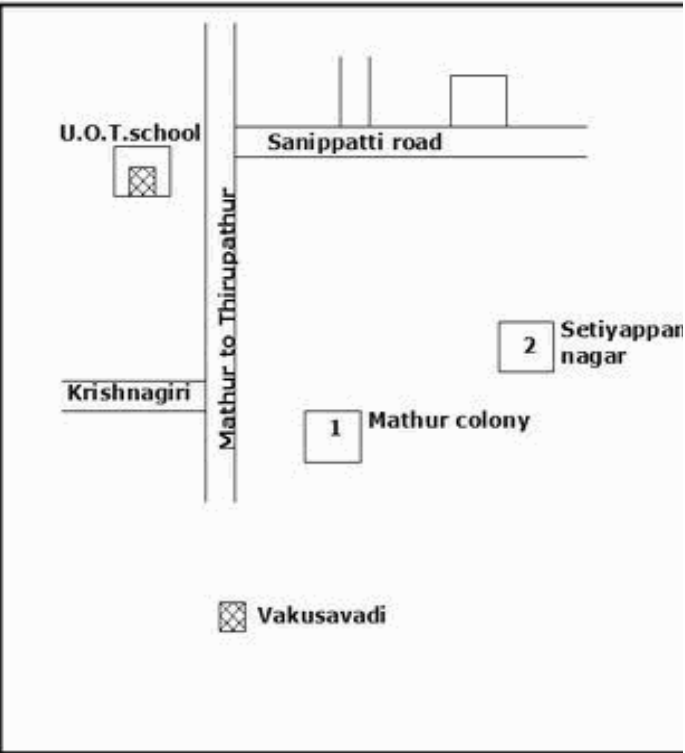 U.O.T.school
Sanippatti road
Mathur to Thirupathur
Setiyappan
nagar
2
Krishnagiri
Mathur colony
1
Vakusavadi